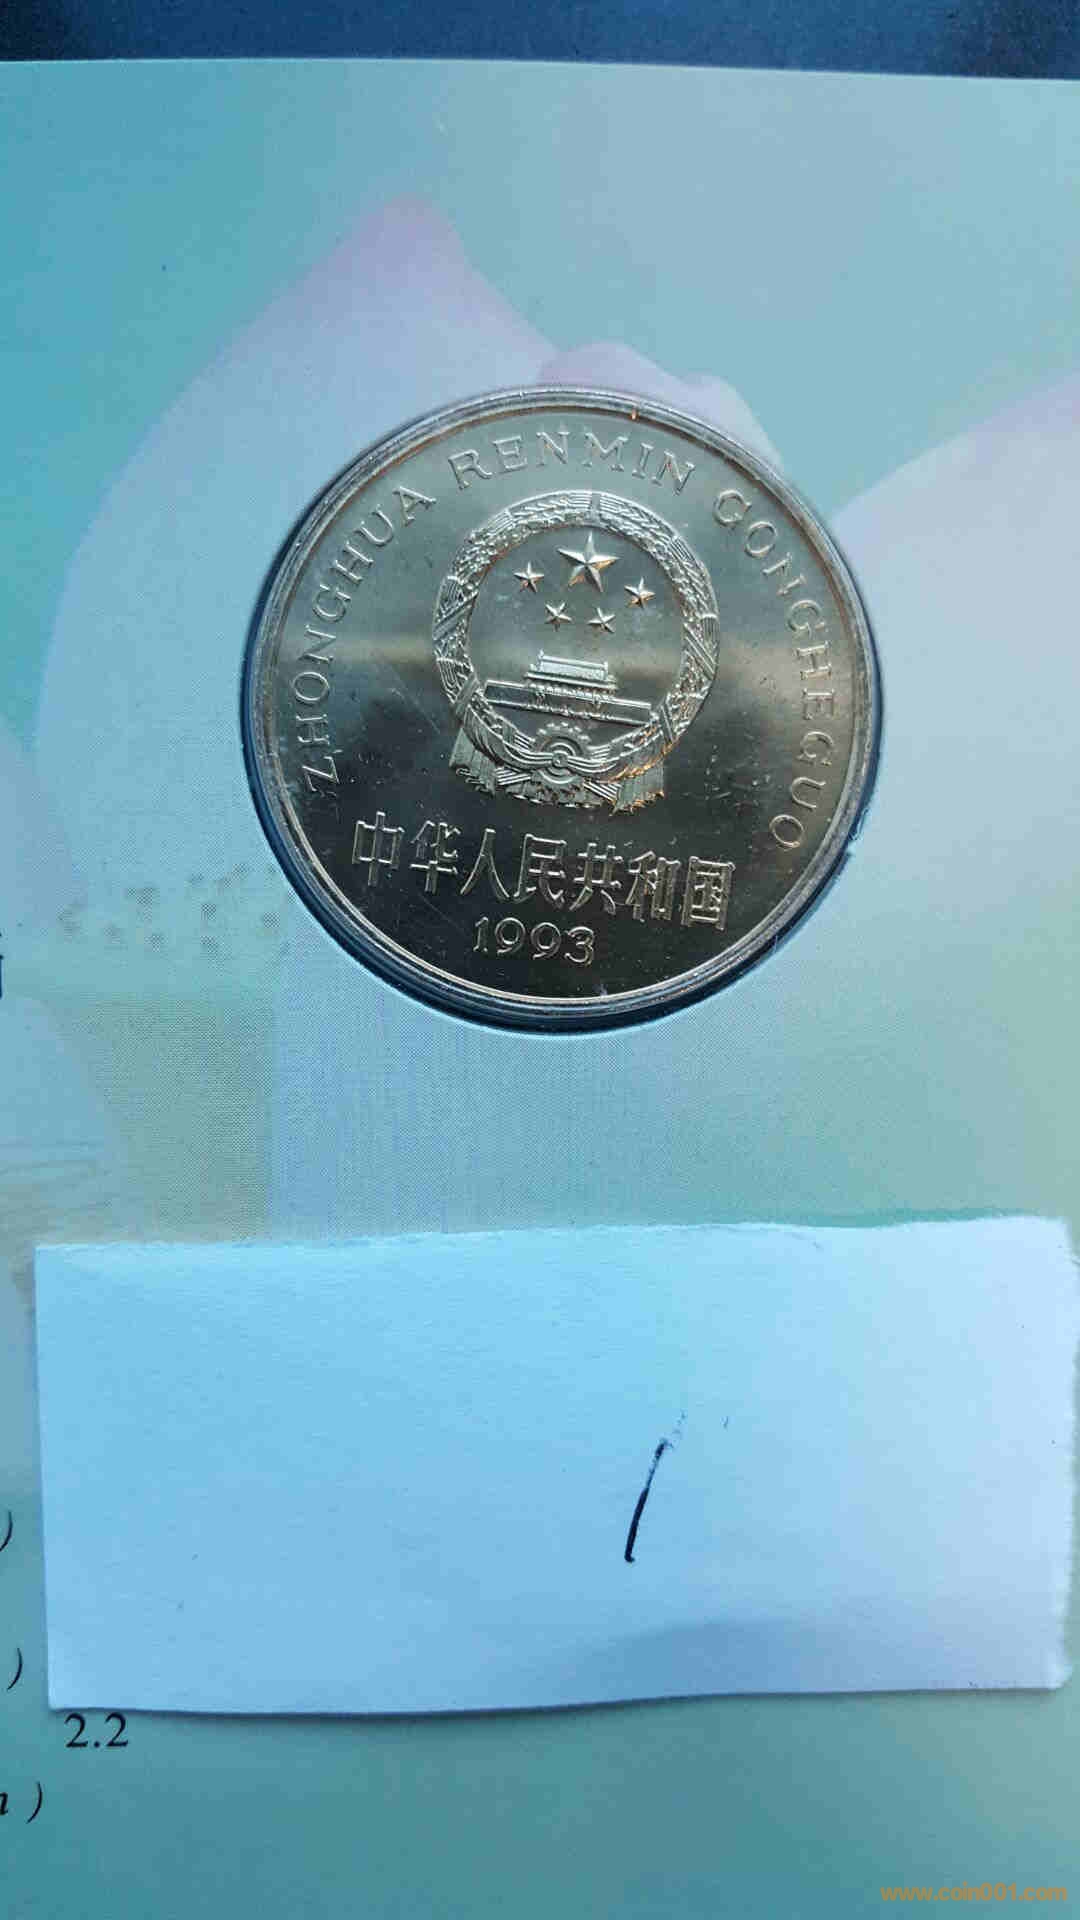 ZHONGHUA RENMIN GONGHEGUO
中华人民共和国
1993
)
)
2.2
)
www.coin001.com